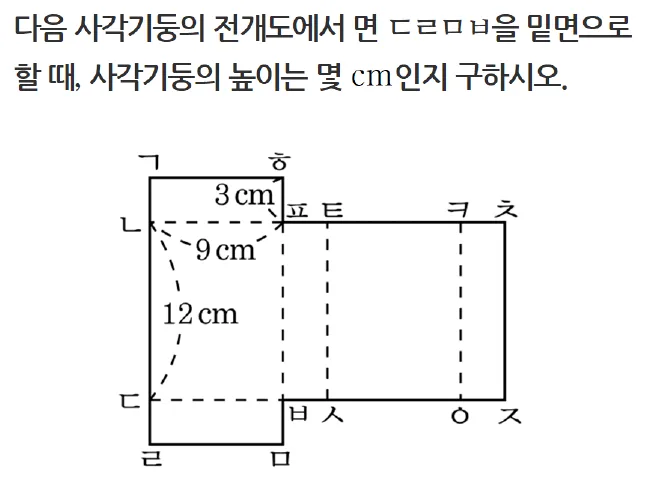 다음 사각기둥의 전개도에서 면 ㄷㄹㅁㅂ을 밑면으로
할 때, 사각기둥의 높이는 몇 cm인지 구하시오.
ㄱ ㅎ
3 cm
ㄴ ㅍ ㅌ ㅋ ㅊ
9 cm
12 cm
ㄷ ㅂ ㅅ ㅇ ㅈ
ㄹ ㅁ